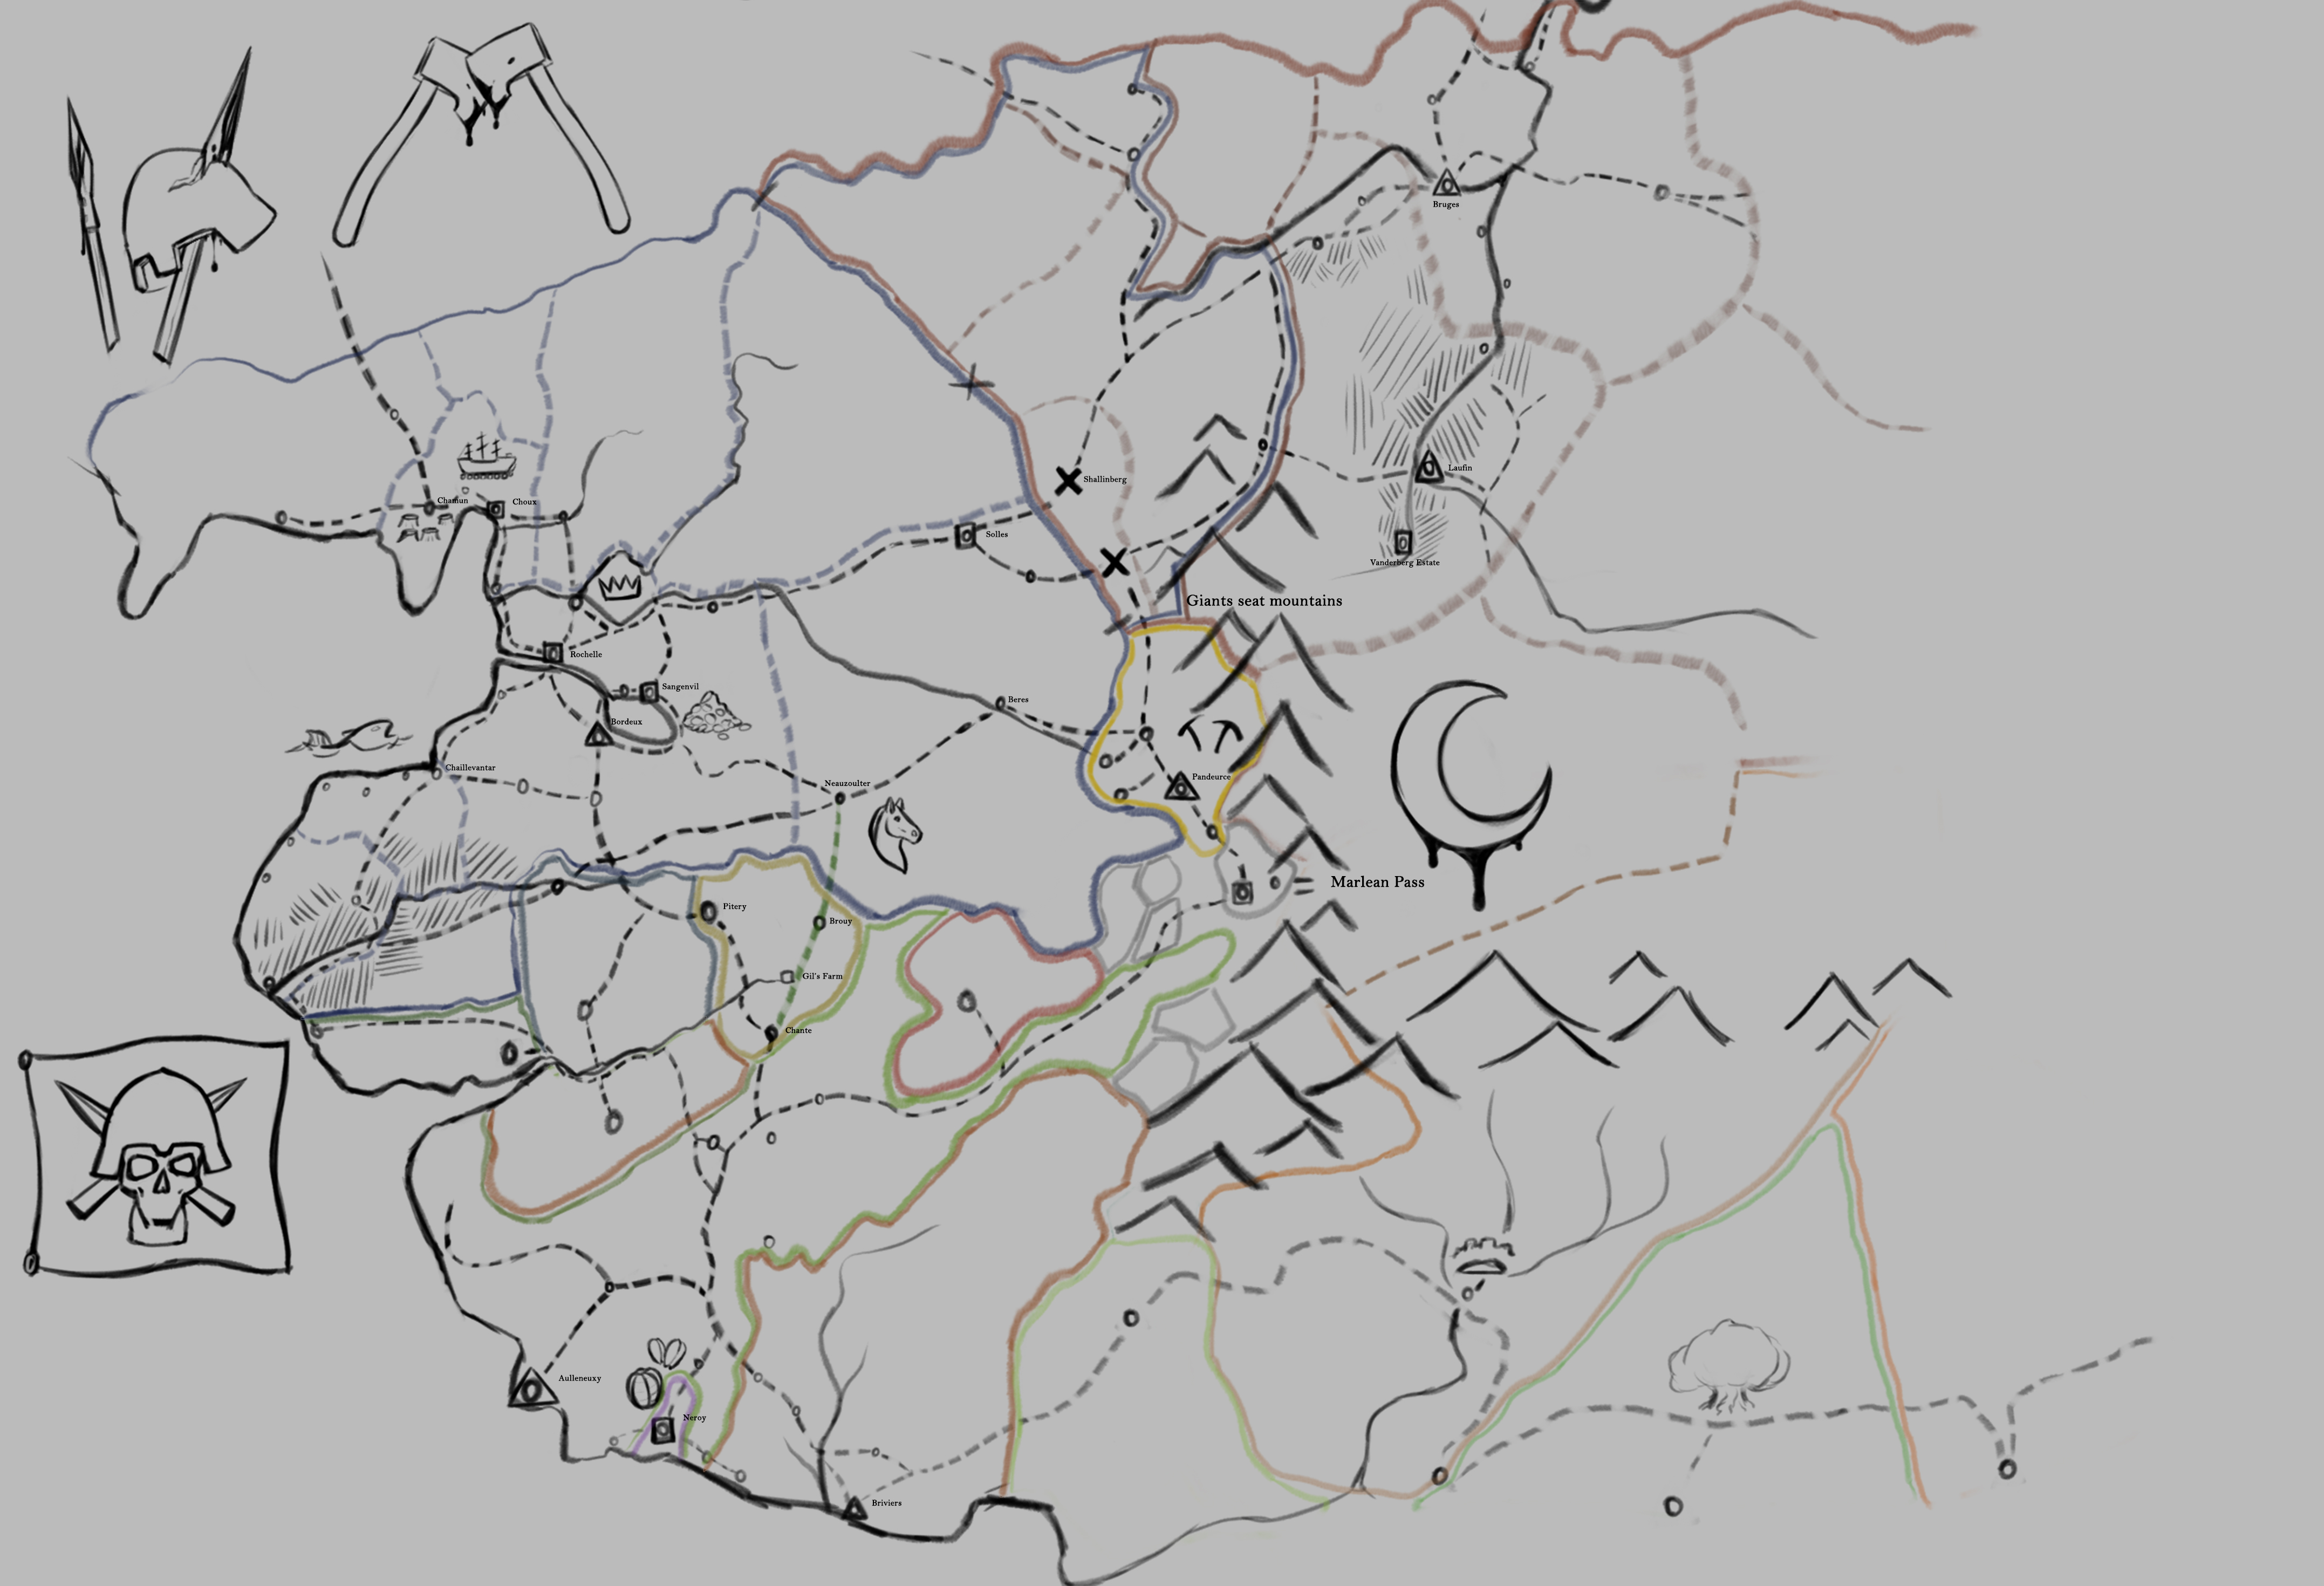 Bruges
Laufin
Shallinberg
Chamun
Choux
Solles
Vanderberg Estate
Giants seat mountains
Rochelle
Sangenvil
Beres
Bordeux
Chaillevantar
Pandeurce
Neauzoulter
Marlean Pass
Pitery
Brouy
Gil's Farm
Chante
Aulleneuxy
Neroy
Briviers